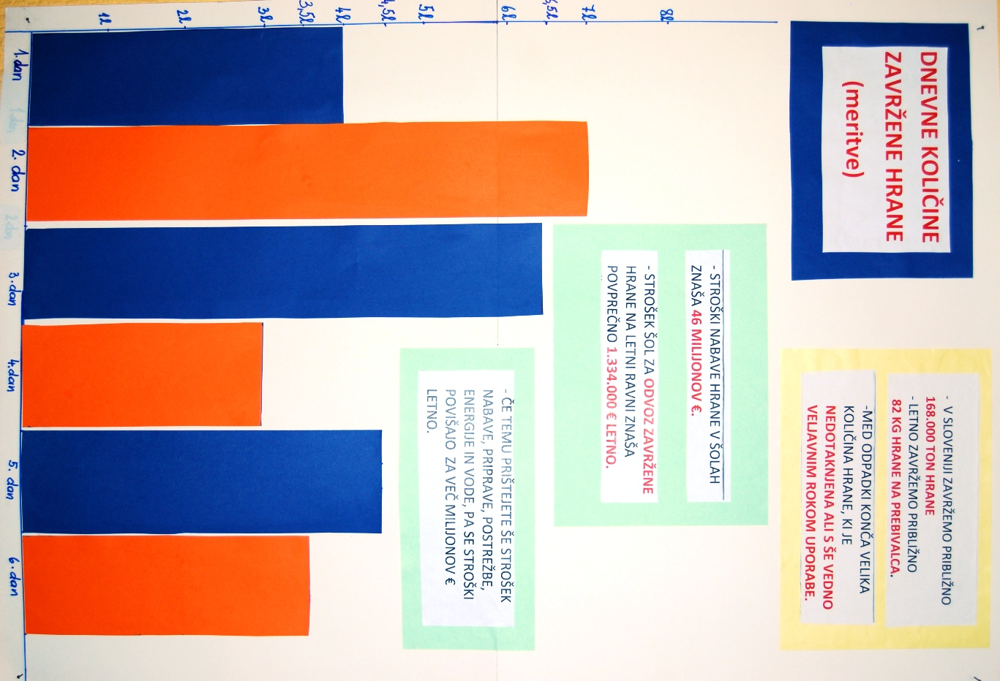 DNEVNE KOLIČINE
ZAVRŽENE HRANE
(meritve)
- V SLOVENIJI ZAVRŽEMO PRIBLIŽNO
168.000 TON HRANE
- LETNO ZAVRŽEMO PRIBLIŽNO
82 KG HRANE NA PREBIVALCA.
-MED ODPADKI KONČA VELIKA
KOLIČINA HRANE, KI JE
NEDOTAKNJENA ALI S ŠE VEDNO
VELJAVNIM ROKOM UPORABE.
- STROŠKI NABAVE HRANE V ŠOLAH
ZNAŠA 46 MILIJONOV €.
- STROŠEK ŠOL ZA ODVOZ ZAVRŽENE
HRANE NA LETNI RAVNI ZNAŠA
POVPREČNO 1.334.000 € LETNO.
- ČE TEMU PRIŠTEJETE ŠE STROŠEK
NABAVE, PRIPRAVE, POSTREŽBE,
ENERGIJE IN VODE, PA SE STROŠKI
POVIŠAJO ZA VEČ MILIJONOV €
LETNO.
8l
7l
6,5l
6l
5l
4,5l
4l
3,5l
3l
2l
1l
1.dan
2. dan
3.dan
4.dan
5. dan
6.dan
1.dan
2.dan